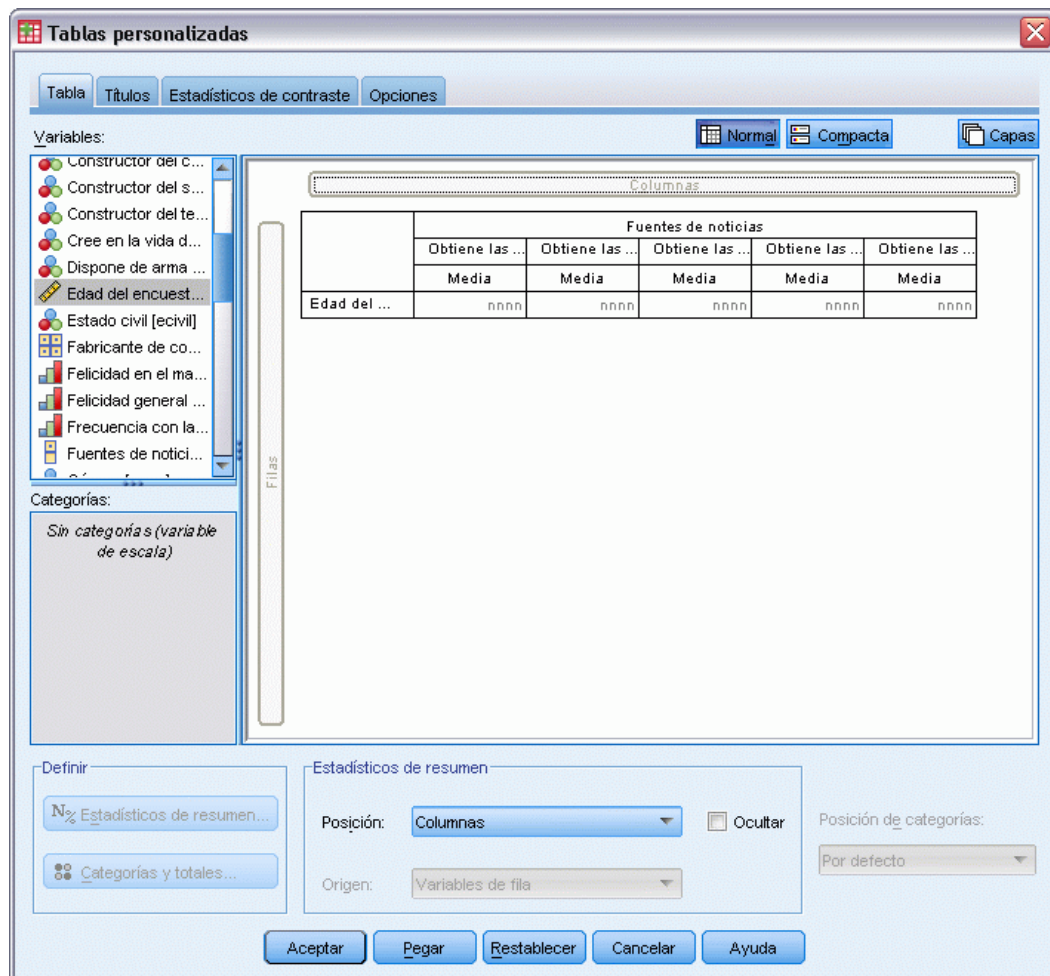 Tablas personalizadas
Tabla
Títulos
Estadísticos de contraste
Opciones
Variables:
Normal
Compacta
Capas
Constructor del c...
Constructor del s...
Constructor del te...
Cree en la vida d...
Dispone de arma ...
Edad del encuest...
Estado civil [ecivil]
Fabricante de co...
Felicidad en el ma...
Felicidad general ...
Frecuencia con la...
Fuentes de notici...
Columnas
Filas
Fuentes de noticias
Obtiene las ... Obtiene las ... Obtiene las ... Obtiene las ... Obtiene las ...
Media Media Media Media Media
Edad del ... nnnn nnnn nnnn nnnn nnnn
Categorías:
Sin categorías (variable
de escala)
Definir
N% Estadísticos de resumen...
Categorías y totales...
Estadísticos de resumen
Posición: Columnas
Ocultar
Origen: Variables de fila
Posición de categorías:
Por defecto
Aceptar
Pegar
Restablecer
Cancelar
Ayuda